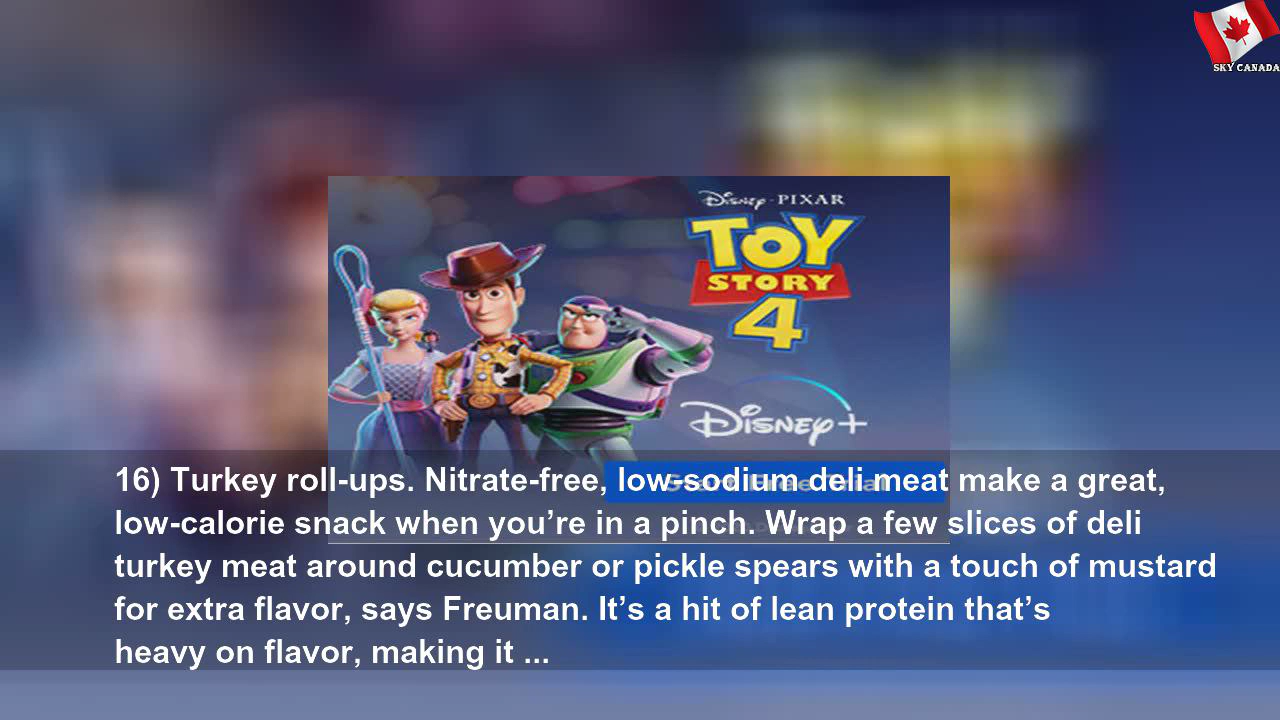 SKY CANADA
DISNEY · PIXAR
TOY
STORY
4
DISNEY+
16) Turkey roll-ups. Nitrate-free, low-sodium deli meat make a great,
low-calorie snack when you’re in a pinch. Wrap a few slices of deli
turkey meat around cucumber or pickle spears with a touch of mustard
for extra flavor, says Freuman. It’s a hit of lean protein that’s
heavy on flavor, making it ...